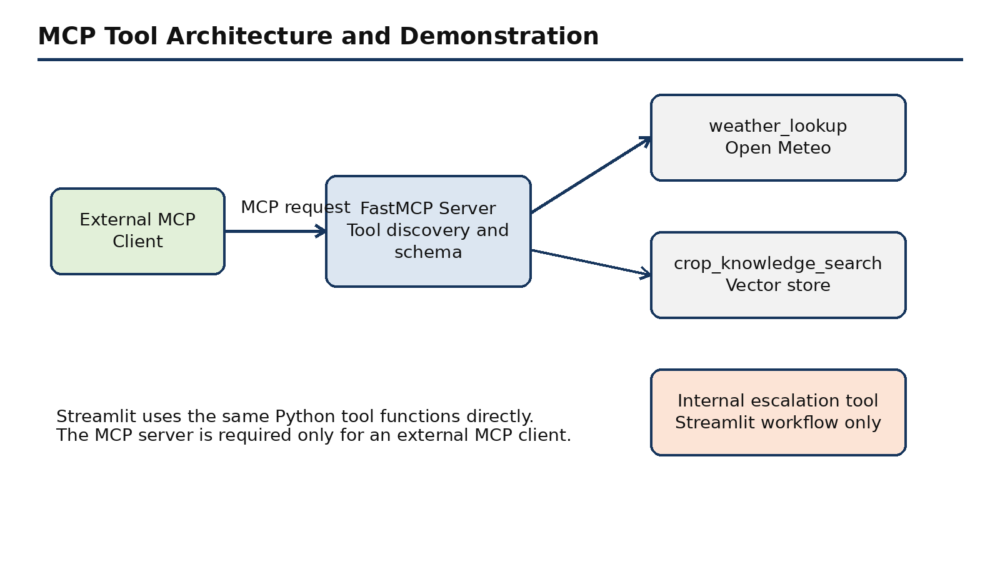 MCP Tool Architecture and Demonstration
weather_lookup
Open Meteo
MCP request
External MCP
Client
FastMCP Server
Tool discovery and
schema
crop_knowledge_search
Vector store
Internal escalation tool
Streamlit workflow only
Streamlit uses the same Python tool functions directly.
The MCP server is required only for an external MCP client.